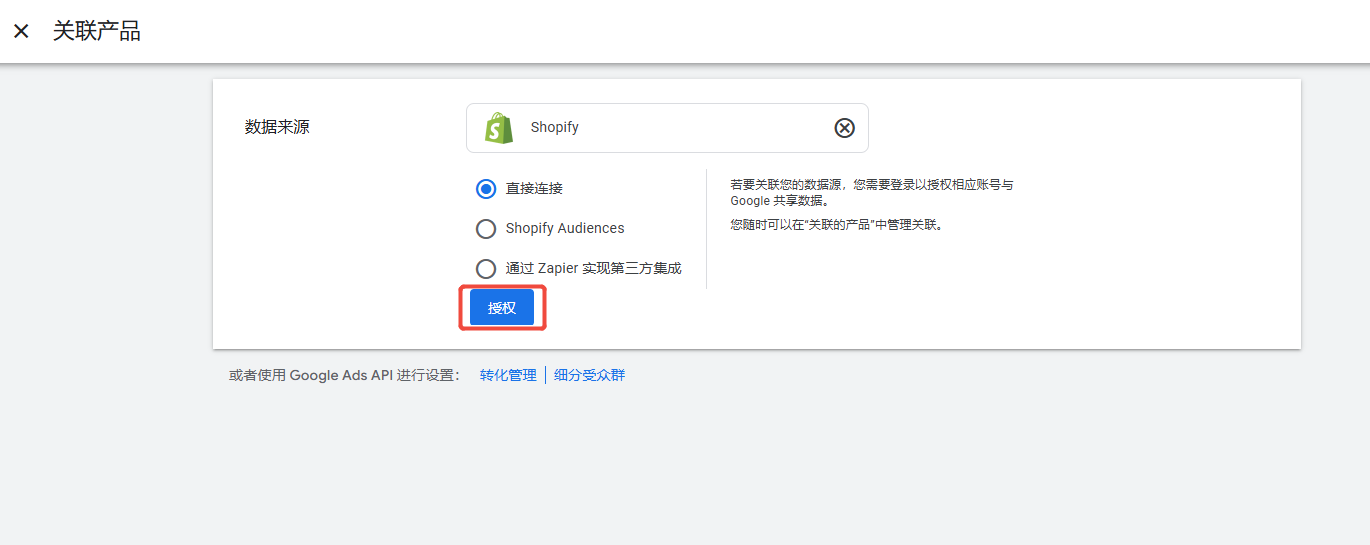 关联产品
数据来源
Shopify
直接连接
Shopify Audiences
通过 Zapier 实现第三方集成
若要关联您的数据源，您需要登录以授权相应账号与
Google 共享数据。
您随时可以在“关联的产品”中管理关联。
授权
或者使用 Google Ads API 进行设置： 转化管理 细分受众群